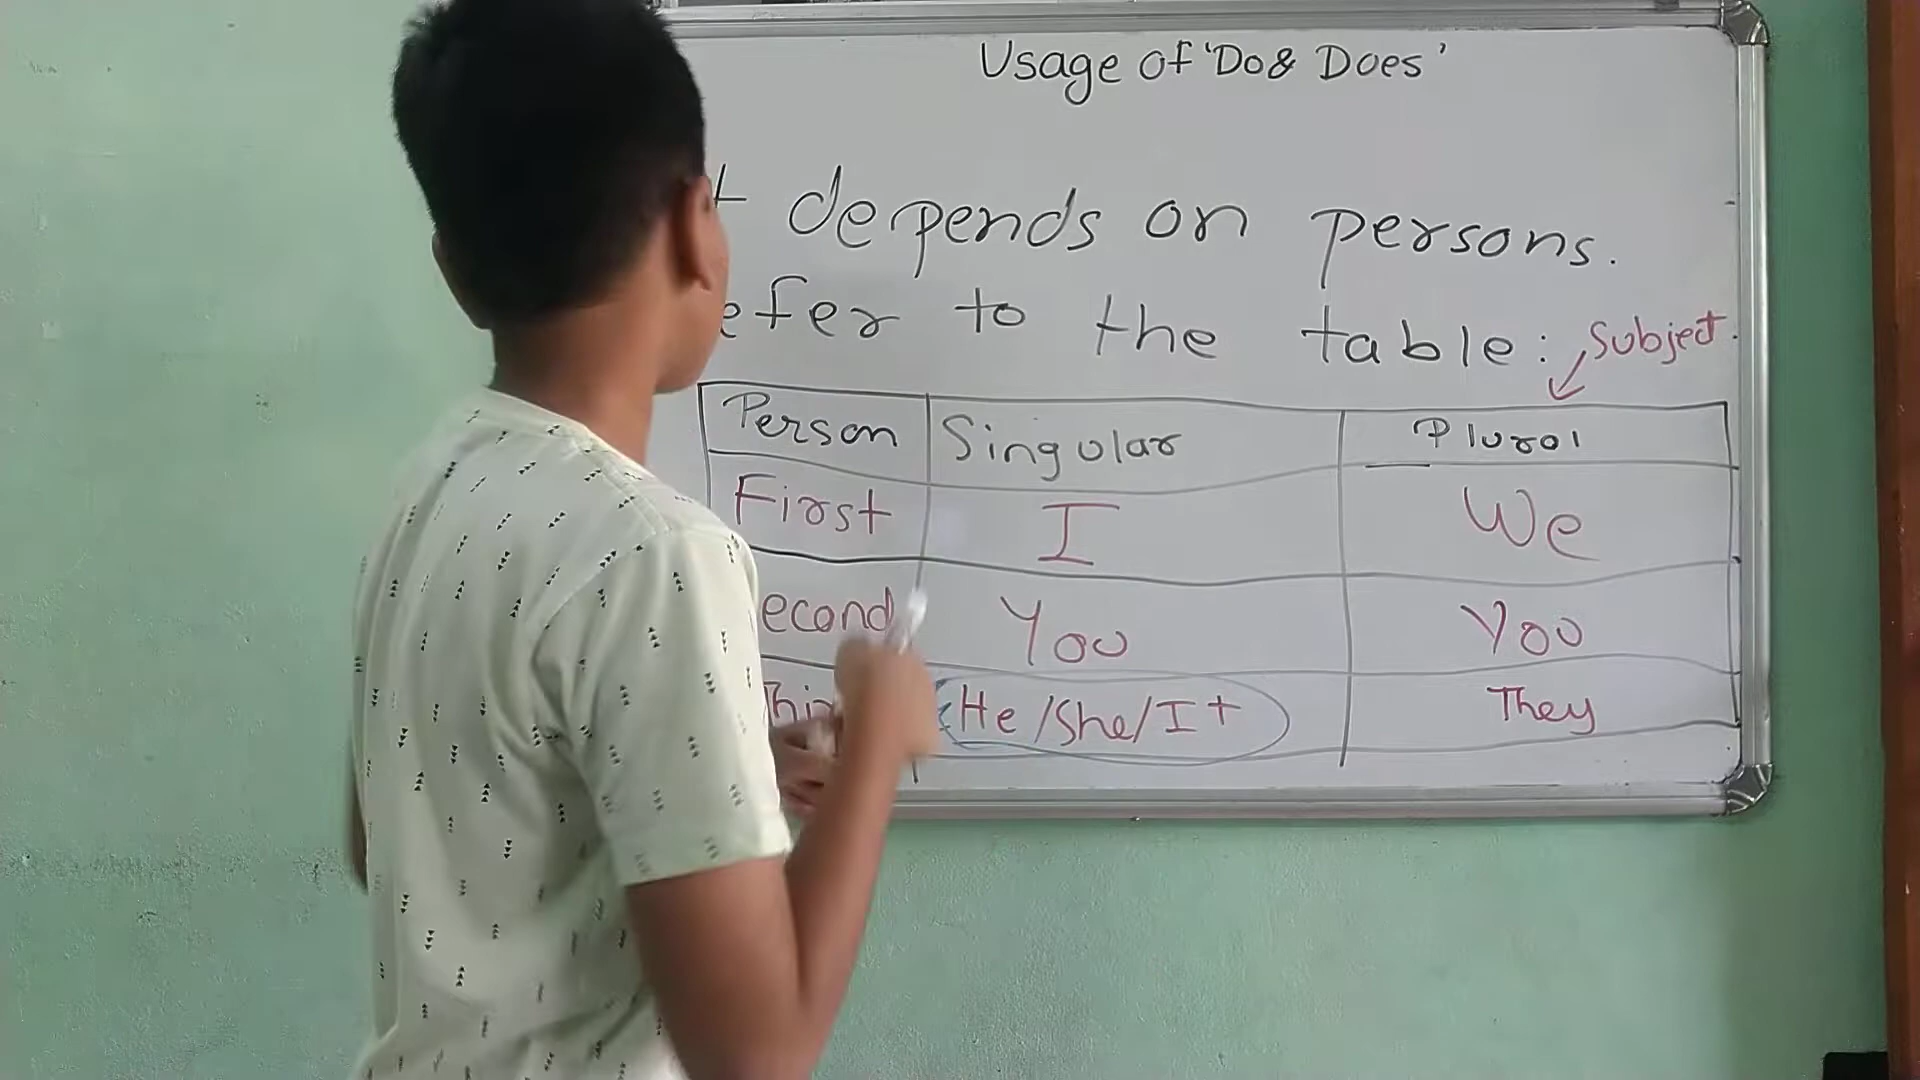 Usage of 'Do & Does'
depends on persons.
efer to the table: Subject.
Person Singular Plural
First I We
econd You You
Thi He/She/It They